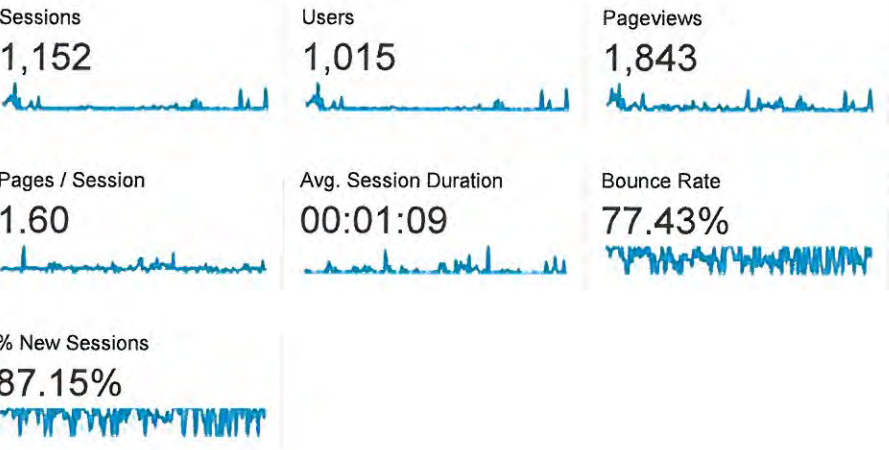 Sessions
1,152
Users
1,015
Pageviews
1,843
Pages / Session
1.60
Avg. Session Duration
00:01:09
Bounce Rate
77.43%
% New Sessions
87.15%